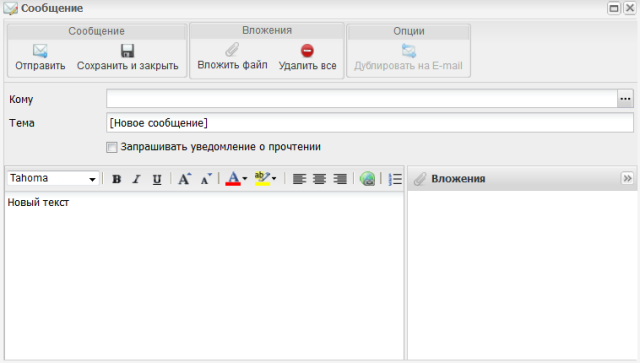 Сообщение
Сообщение Вложения Опции
Отправить Сохранить и закрыть Вложить файл Удалить все Дублировать на E-mail
Кому
Тема [Новое сообщение]
Запрашивать уведомление о прочтении
Tahoma B I U A A A ab Вложения
Новый текст